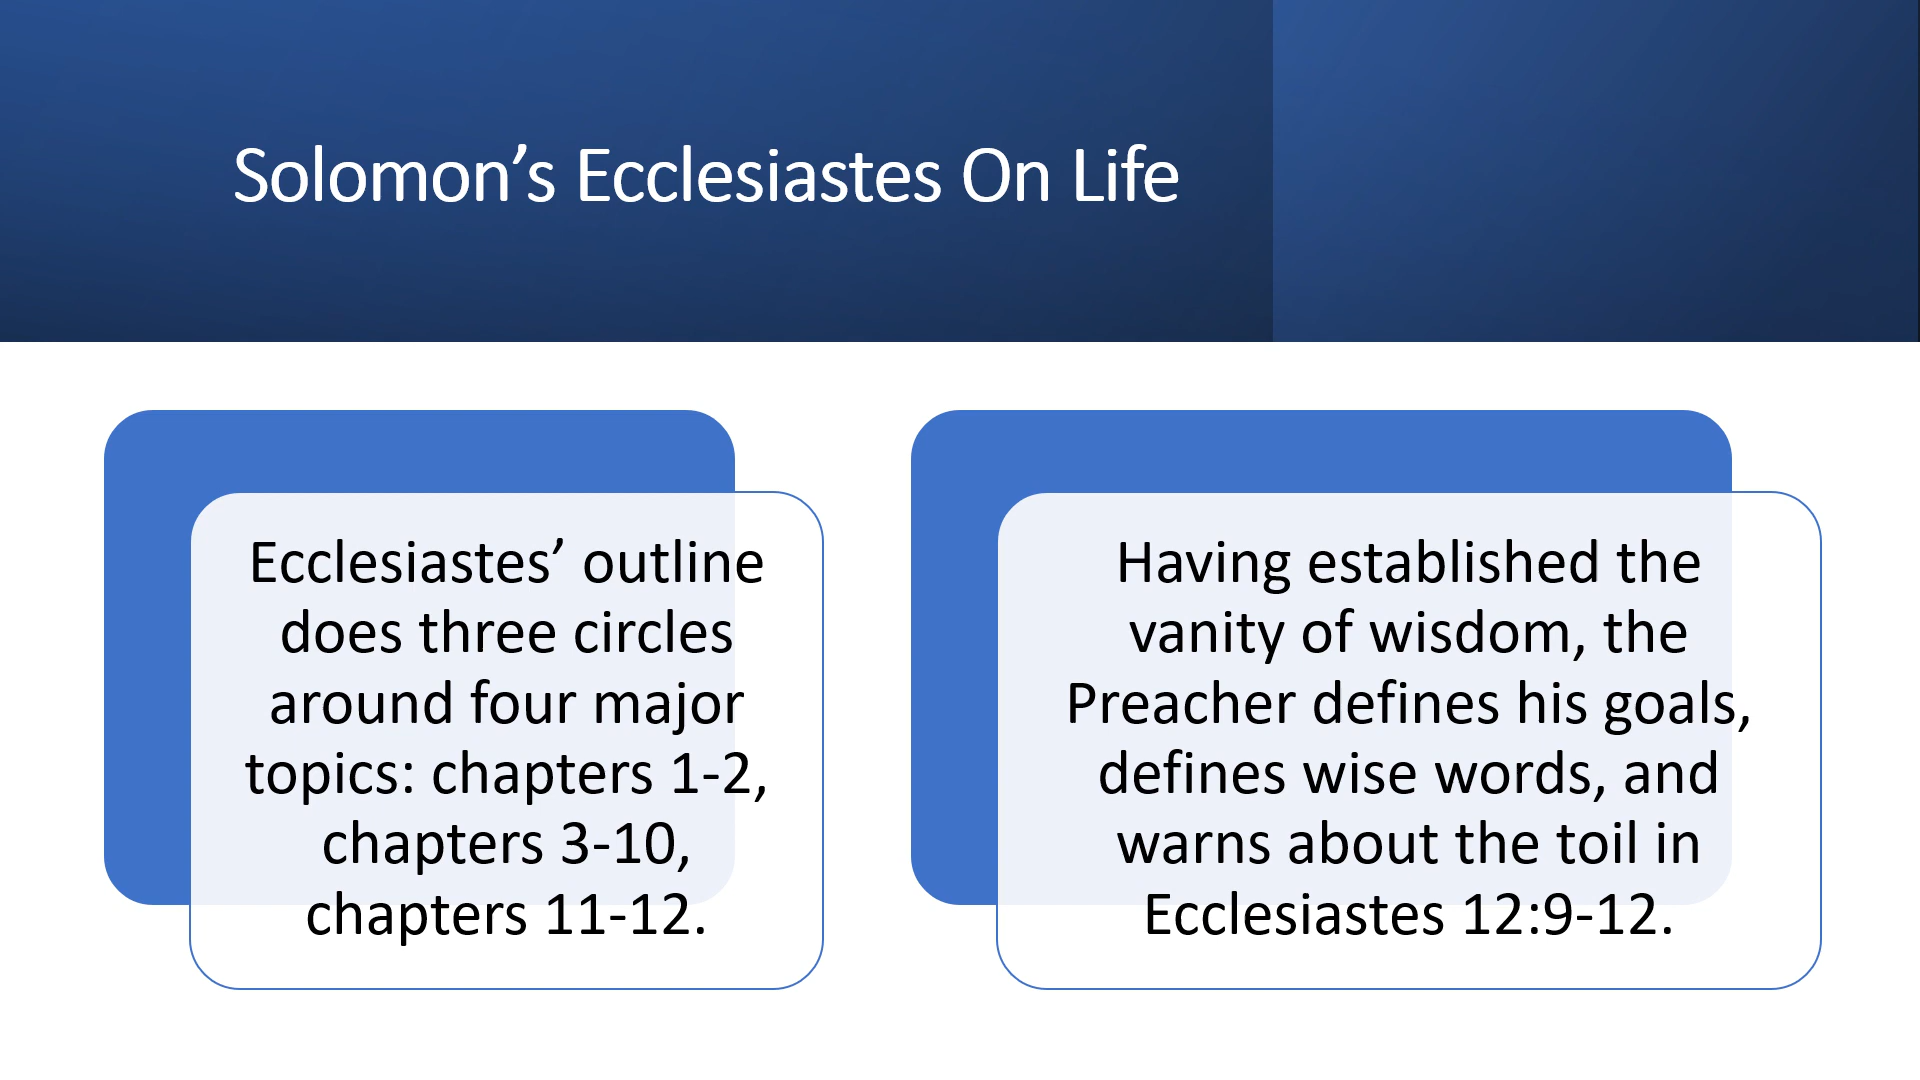 Solomon’s Ecclesiastes On Life
Ecclesiastes’ outline
does three circles
around four major
topics: chapters 1-2,
chapters 3-10,
chapters 11-12.
Having established the
vanity of wisdom, the
Preacher defines his goals,
defines wise words, and
warns about the toil in
Ecclesiastes 12:9-12.